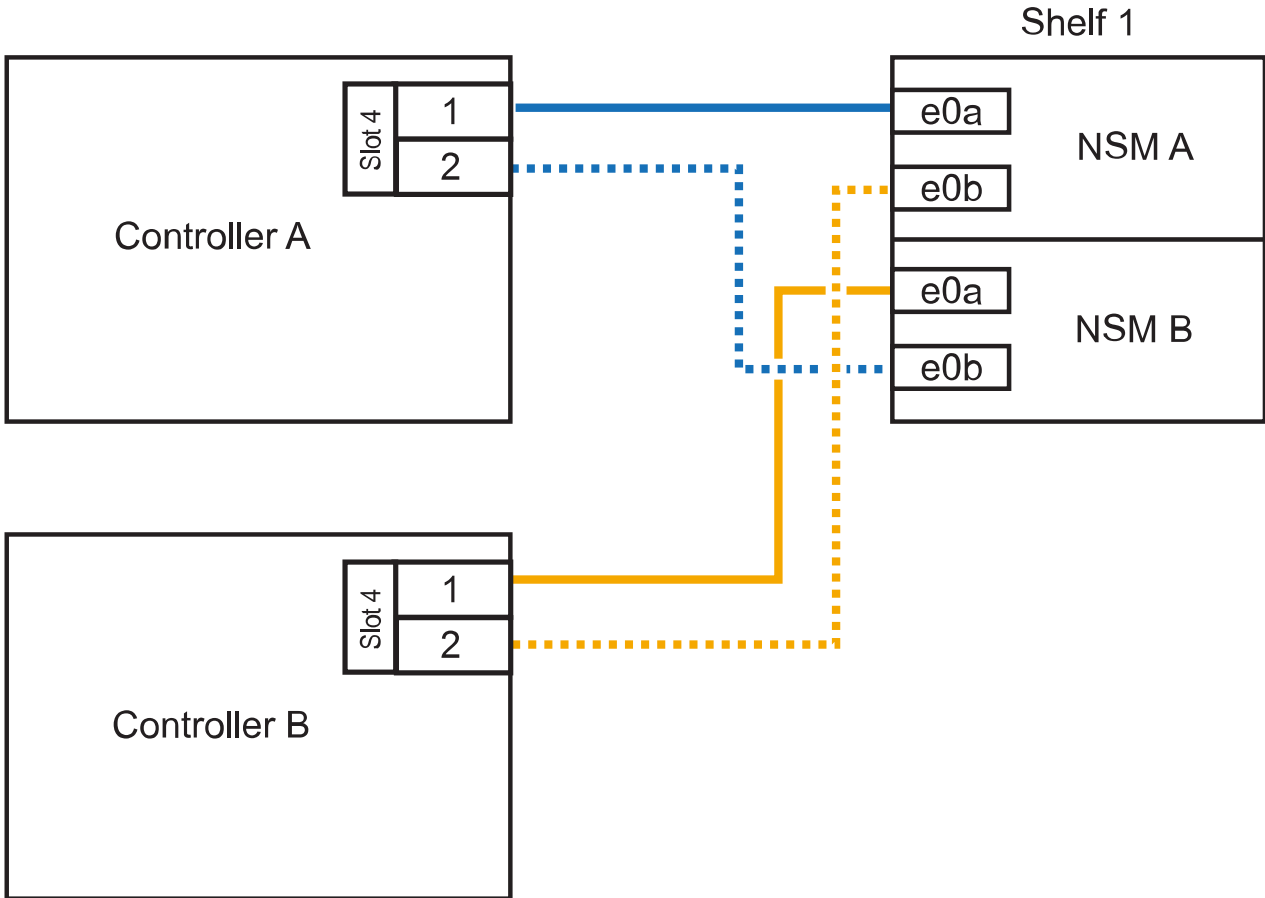 Shelf 1
Slot 4
1
2
Controller A
e0a
e0b
NSM A
e0a
e0b
NSM B
Slot 4
1
2
Controller B